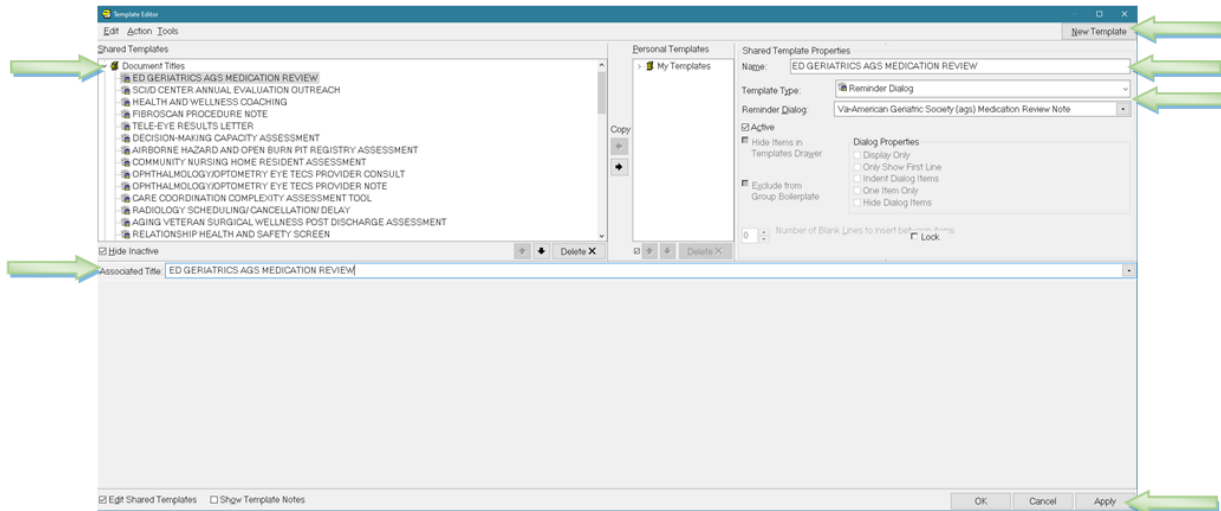 Template Editor
Edit Action Tools
New Template
Shared Templates
Personal Templates
Shared Template Properties
Document Titles
ED GERIATRICS AGS MEDICATION REVIEW
SCI/D CENTER ANNUAL EVALUATION OUTREACH
HEALTH AND WELLNESS COACHING
FIBROSCAN PROCEDURE NOTE
TELE-EYE RESULTS LETTER
DECISION-MAKING CAPACITY ASSESSMENT
AIRBORNE HAZARD AND OPEN BURN PIT REGISTRY ASSESSMENT
COMMUNITY NURSING HOME RESIDENT ASSESSMENT
OPHTHALMOLOGY/OPTOMETRY EYE TECS PROVIDER CONSULT
OPHTHALMOLOGY/OPTOMETRY EYE TECS PROVIDER NOTE
CARE COORDINATION COMPLEXITY ASSESSMENT TOOL
RADIOLOGY SCHEDULING/ CANCELLATION/ DELAY
AGING VETERAN SURGICAL WELLNESS POST DISCHARGE ASSESSMENT
RELATIONSHIP HEALTH AND SAFETY SCREEN
Copy
My Templates
Name: ED GERIATRICS AGS MEDICATION REVIEW
Template Type: Reminder Dialog
Reminder Dialog: Va-American Geriatric Society (ags) Medication Review Note
Active
Hide Items in
Templates Drawer
Exclude from
Group Boilerplate
Dialog Properties
Display Only
Only Show First Line
Indent Dialog Items
One Item Only
Hide Dialog Items
0 Number of Blank Lines to insert between items
Lock
Hide Inactive
Delete X
Delete X
Associated Title: ED GERIATRICS AGS MEDICATION REVIEW
Edit Shared Templates Show Template Notes
OK Cancel Apply